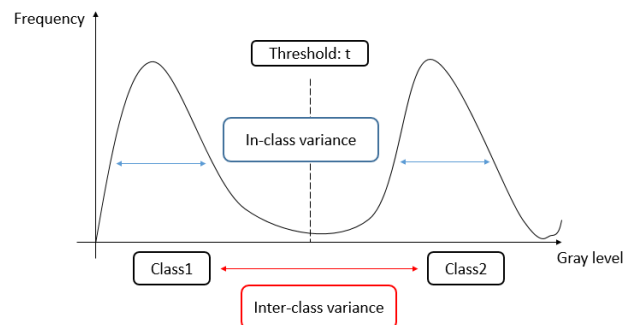 Frequency
Threshold: t
In-class variance
Gray level
Class1
Class2
Inter-class variance